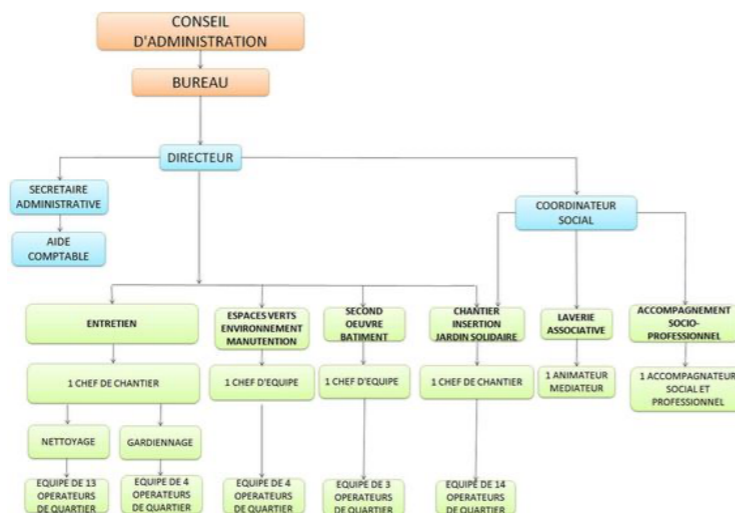 CONSEIL
D'ADMINISTRATION
BUREAU
DIRECTEUR
SECRETAIRE
ADMINISTRATIVE
AIDE
COMPTABLE
COORDINATEUR
SOCIAL
ENTRETIEN
ESPACES VERTS
ENVIRONNEMENT
MANUTENTION
SECOND
OEUVRE
BATIMENT
CHANTIER
INSERTION
JARDIN SOLIDAIRE
LAVERIE
ASSOCIATIVE
ACCOMPAGNEMENT
SOCIO-
PROFESSIONNEL
1 CHEF DE CHANTIER
1 CHEF D'EQUIPE
1 CHEF D'EQUIPE
1 CHEF DE CHANTIER
1 ANIMATEUR
MEDIATEUR
1 ACCOMPAGNATEUR
SOCIAL ET
PROFESSIONNEL
NETTOYAGE
GARDIENNAGE
EQUIPE DE 13
OPERATEURS
DE QUARTIER
EQUIPE DE 4
OPERATEURS
DE QUARTIER
EQUIPE DE 4
OPERATEURS
DE QUARTIER
EQUIPE DE 3
OPERATEURS
DE QUARTIER
EQUIPE DE 14
OPERATEURS
DE QUARTIER